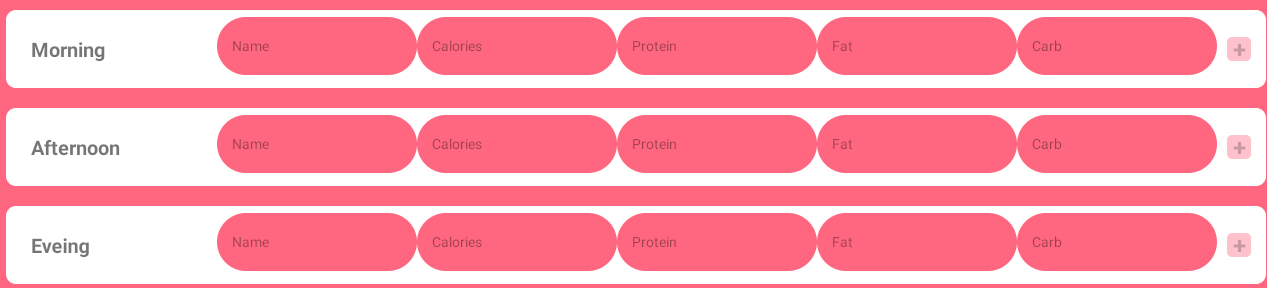 Morning Name Calories Protein Fat Carb +
Afternoon Name Calories Protein Fat Carb +
Eveing Name Calories Protein Fat Carb +